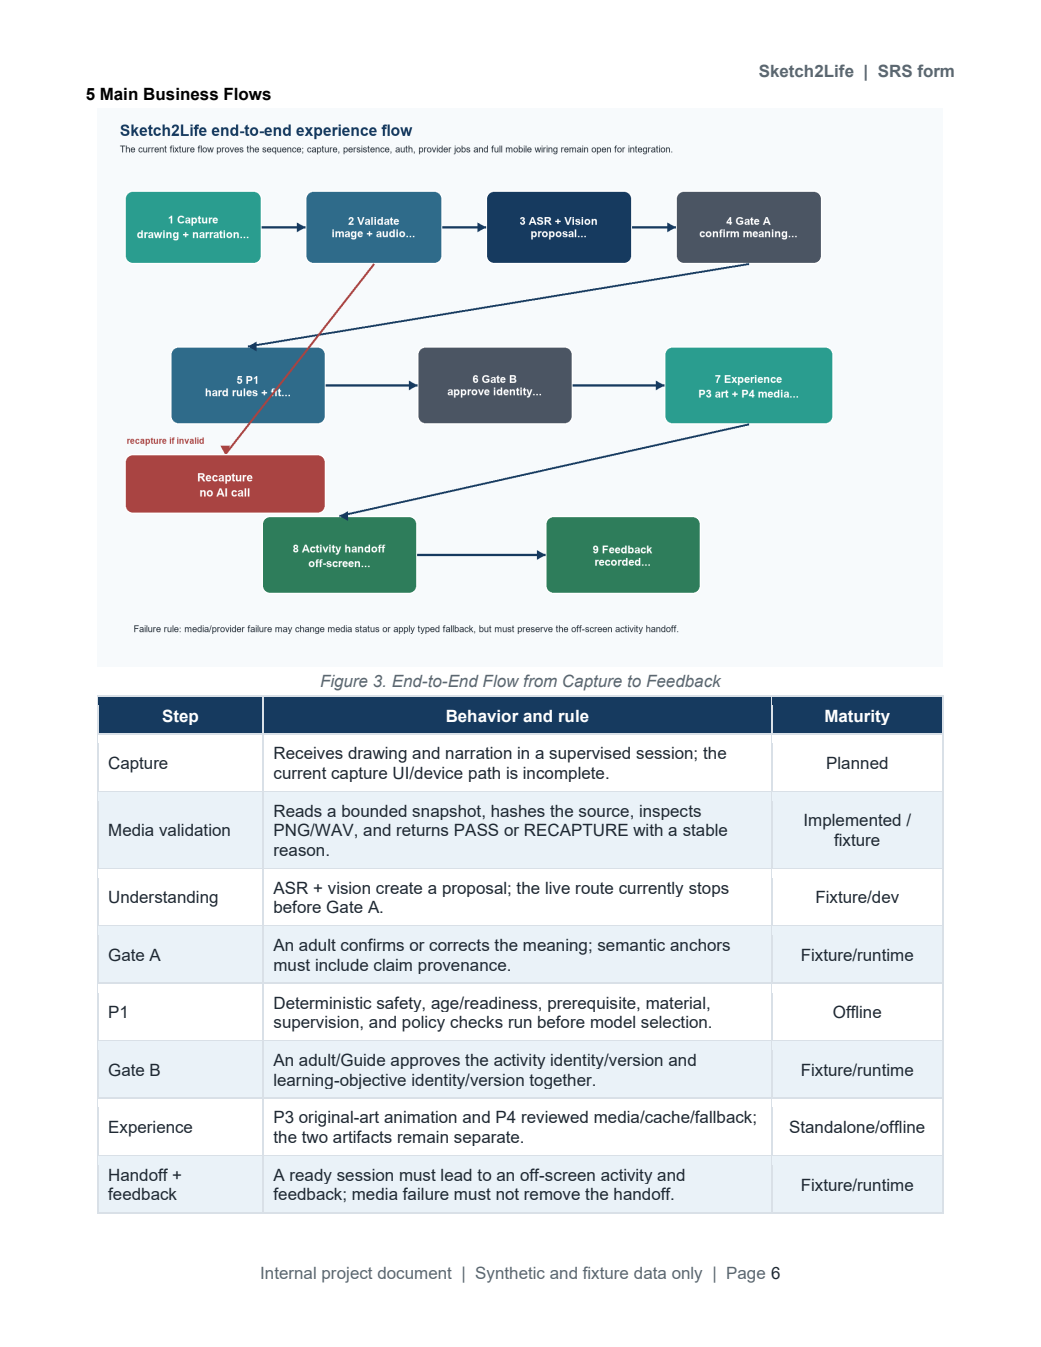 Sketch2Life | SRS form
5 Main Business Flows
Sketch2Life end-to-end experience flow
The current fixture flow proves the sequence; capture, persistence, auth, provider jobs and full mobile wiring remain open for integration.
1 Capture
drawing + narration...
2 Validate
image + audio...
3 ASR + Vision
proposal...
4 Gate A
confirm meaning...
5 P1
hard rules + fit...
6 Gate B
approve identity...
7 Experience
P3 art + P4 media...
recapture if invalid
Recapture
no AI call
8 Activity handoff
off-screen...
9 Feedback
recorded...
Failure rule: media/provider failure may change media status or apply typed fallback, but must preserve the off-screen activity handoff.
Figure 3. End-to-End Flow from Capture to Feedback
Step Behavior and rule Maturity
Capture
Receives drawing and narration in a supervised session; the
current capture UI/device path is incomplete.
Planned
Media validation
Reads a bounded snapshot, hashes the source, inspects
PNG/WAV, and returns PASS or RECAPTURE with a stable
reason.
Implemented /
fixture
Understanding
ASR + vision create a proposal; the live route currently stops
before Gate A.
Fixture/dev
Gate A
An adult confirms or corrects the meaning; semantic anchors
must include claim provenance.
Fixture/runtime
P1
Deterministic safety, age/readiness, prerequisite, material,
supervision, and policy checks run before model selection.
Offline
Gate B
An adult/Guide approves the activity identity/version and
learning-objective identity/version together.
Fixture/runtime
Experience
P3 original-art animation and P4 reviewed media/cache/fallback;
the two artifacts remain separate.
Standalone/offline
Handoff +
feedback
A ready session must lead to an off-screen activity and
feedback; media failure must not remove the handoff.
Fixture/runtime
Internal project document | Synthetic and fixture data only | Page 6